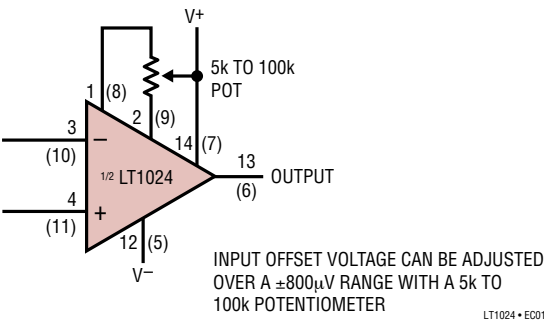 V+
5k TO 100k
POT
1 (8)
2 (9)
14 (7)
3
(10)
–
1/2 LT1024
13
(6)
OUTPUT
4
(11)
+
12 (5)
V–
INPUT OFFSET VOLTAGE CAN BE ADJUSTED
OVER A ±800µV RANGE WITH A 5k TO
100k POTENTIOMETER
LT1024 • EC01